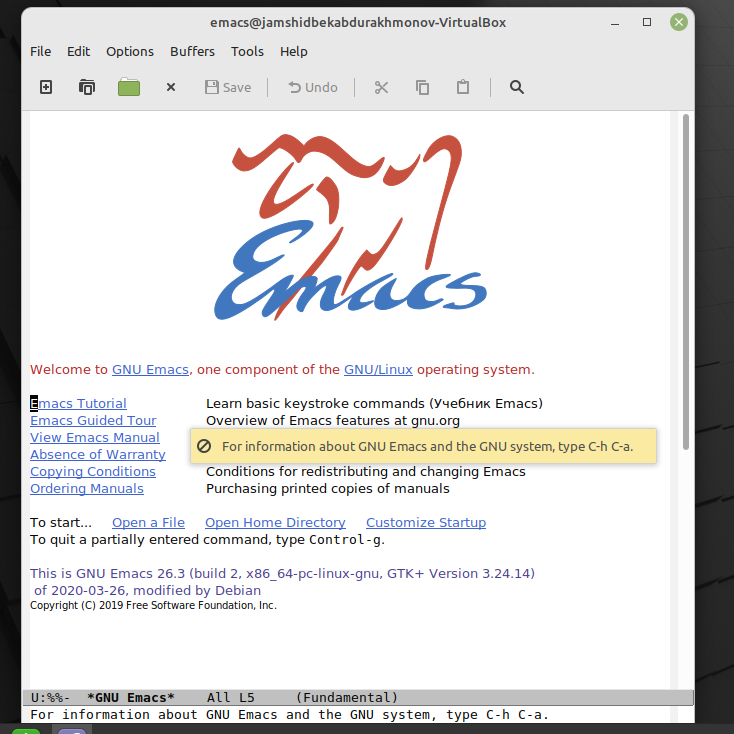 emacs@jamshidbekabdurakhmonov-VirtualBox
File Edit Options Buffers Tools Help
Save Undo
Emacs
Welcome to GNU Emacs, one component of the GNU/Linux operating system.
Emacs Tutorial Learn basic keystroke commands (Учебник Emacs)
Emacs Guided Tour Overview of Emacs features at gnu.org
View Emacs Manual
For information about GNU Emacs and the GNU system, type C-h C-a.
Absence of Warranty
Copying Conditions Conditions for redistributing and changing Emacs
Ordering Manuals Purchasing printed copies of manuals
To start... Open a File Open Home Directory Customize Startup
To quit a partially entered command, type Control-g.
This is GNU Emacs 26.3 (build 2, x86_64-pc-linux-gnu, GTK+ Version 3.24.14)
of 2020-03-26, modified by Debian
Copyright (C) 2019 Free Software Foundation, Inc.
U:%%- *GNU Emacs* All L5 (Fundamental)
For information about GNU Emacs and the GNU system, type C-h C-a.